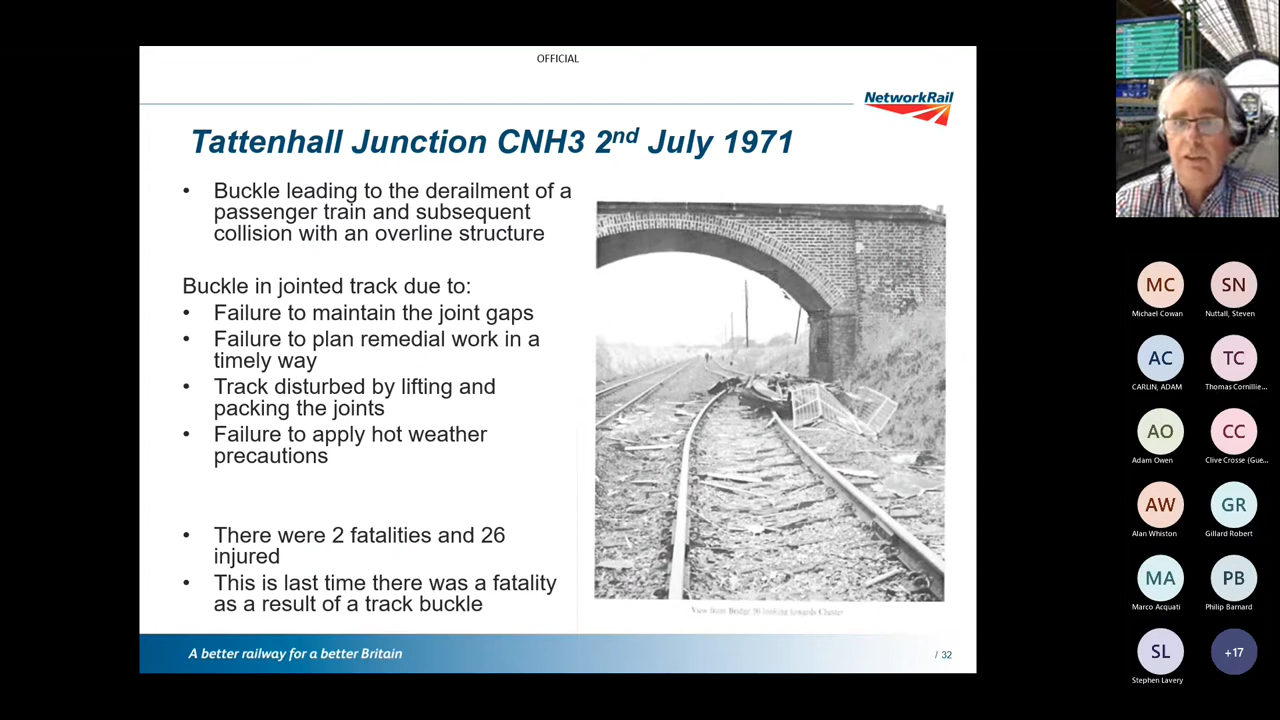 OFFICIAL
NetworkRail
Tattenhall Junction CNH3 2nd July 1971
• Buckle leading to the derailment of a
passenger train and subsequent
collision with an overline structure
Buckle in jointed track due to:
• Failure to maintain the joint gaps
• Failure to plan remedial work in a
timely way
• Track disturbed by lifting and
packing the joints
• Failure to apply hot weather
precautions
• There were 2 fatalities and 26
injured
• This is last time there was a fatality
as a result of a track buckle
View from Bridge looking towards Chester
A better railway for a better Britain
/ 32
MC
Michael Cowan
SN
Nuttall, Steven
AC
CARLIN, ADAM
TC
Thomas Cornillie...
AO
Adam Owen
CC
Clive Crosse (Gue...
AW
Alan Whiston
GR
Gillard Robert
MA
Marco Acquati
PB
Philip Barnard
SL
Stephen Lavery
+17